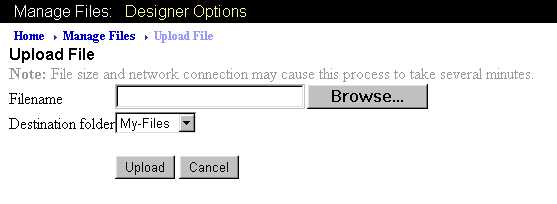 Manage Files: Designer Options
Home Manage Files Upload File
Upload File
Note: File size and network connection may cause this process to take several minutes.
Filename Browse...
Destination folder My-Files
Upload Cancel